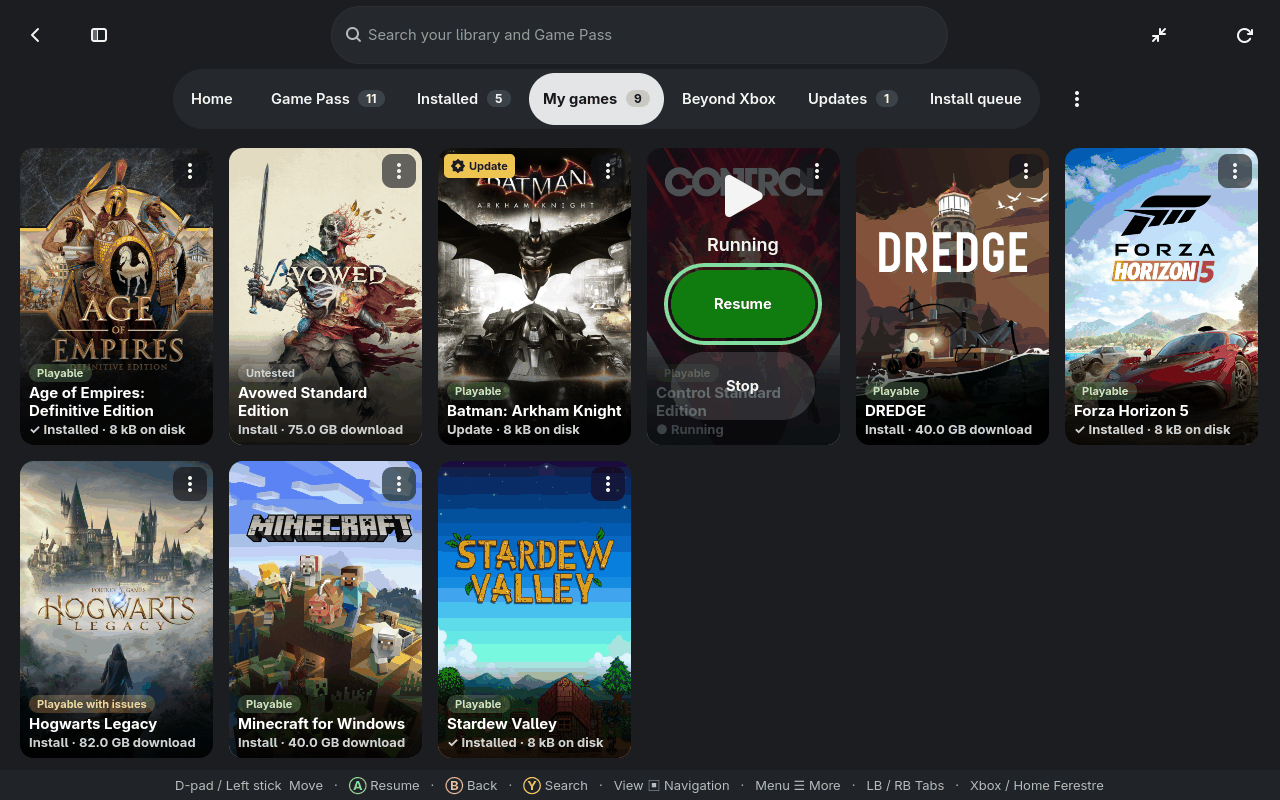 Search your library and Game Pass
Home
Game Pass 11
Installed 5
My games 9
Beyond Xbox
Updates 1
Install queue
AGE
OF
EMPIRES
DEFINITIVE EDITION
Playable
Age of Empires:
Definitive Edition
✓ Installed · 8 kB on disk
AVOWED
Untested
Avowed Standard
Edition
Install · 75.0 GB download
Update
BATMAN
ARKHAM KNIGHT
Playable
Batman: Arkham Knight
Update · 8 kB on disk
CONTROL
Running
Resume
Stop
Playable
Control Standard
Edition
● Running
DREDGE
Playable
DREDGE
Install · 40.0 GB download
FORZA
HORIZON 5
Playable
Forza Horizon 5
✓ Installed · 8 kB on disk
HOGWARTS
LEGACY
Playable with issues
Hogwarts Legacy
Install · 82.0 GB download
MINECRAFT
Playable
Minecraft for Windows
Install · 40.0 GB download
STARDEW
VALLEY
Playable
Stardew Valley
✓ Installed · 8 kB on disk
D-pad / Left stick Move · A Resume · B Back · Y Search · View ▣ Navigation · Menu ☰ More · LB / RB Tabs · Xbox / Home Ferestre